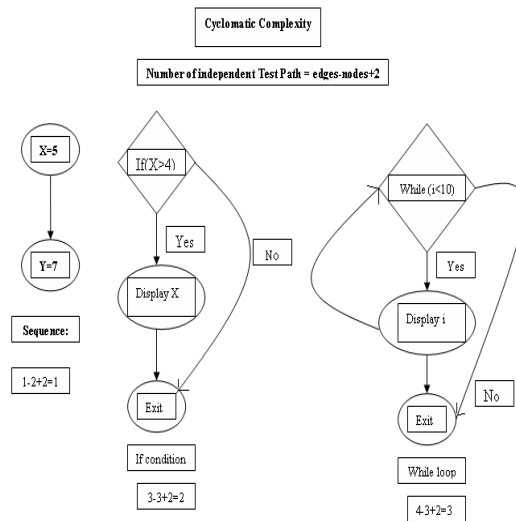 Cyclomatic Complexity
Number of independent Test Path = edges-nodes+2
X=5
Y=7
Sequence:
1-2+2=1
If(X>4)
Yes
No
Display X
Exit
If condition
3-3+2=2
While (i<10)
Yes
Display i
No
Exit
While loop
4-3+2=3